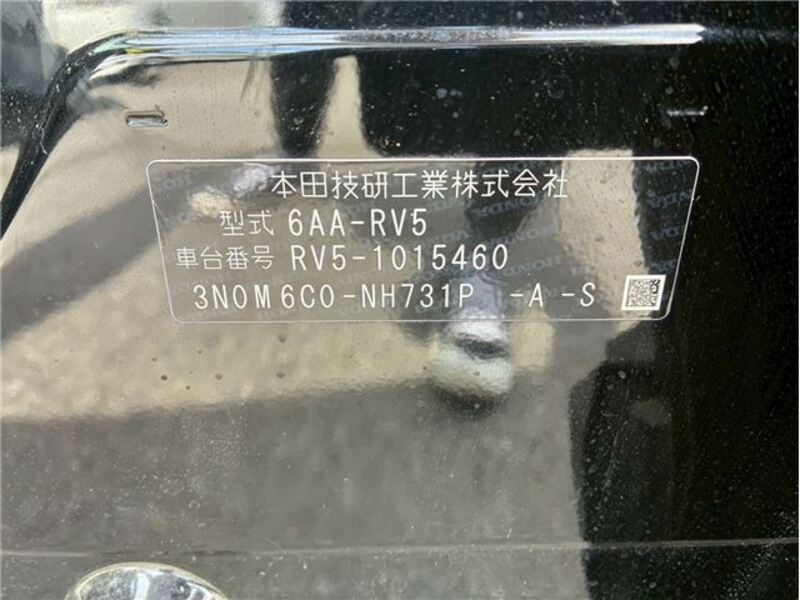 本田技研工業株式会社
型式 6AA-RV5
車台番号 RV5-1015460
3N0M6C0-NH731P -A -S